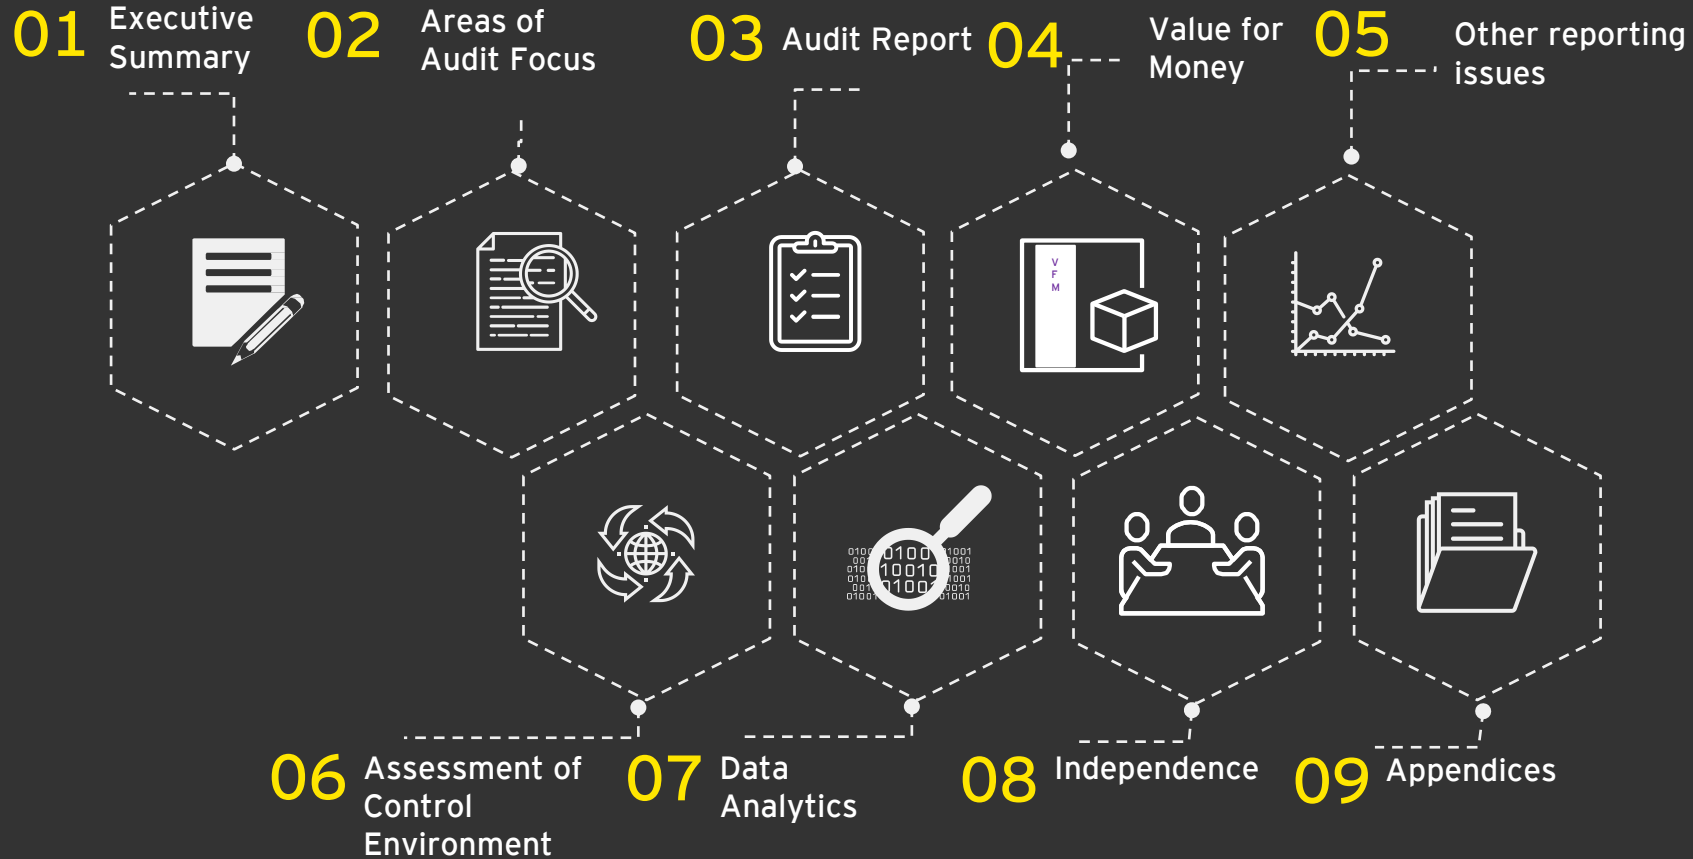 01 Executive
Summary
02 Areas of
Audit Focus
03 Audit Report
04 Value for
Money
05 Other reporting
issues
V
F
M
06 Assessment of
Control
Environment
07 Data
Analytics
08 Independence
09 Appendices